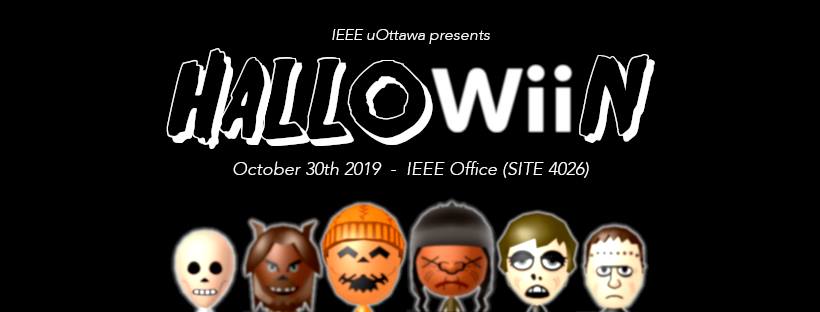 IEEE uOttawa presents
HALLOWiiN
October 30th 2019 - IEEE Office (SITE 4026)